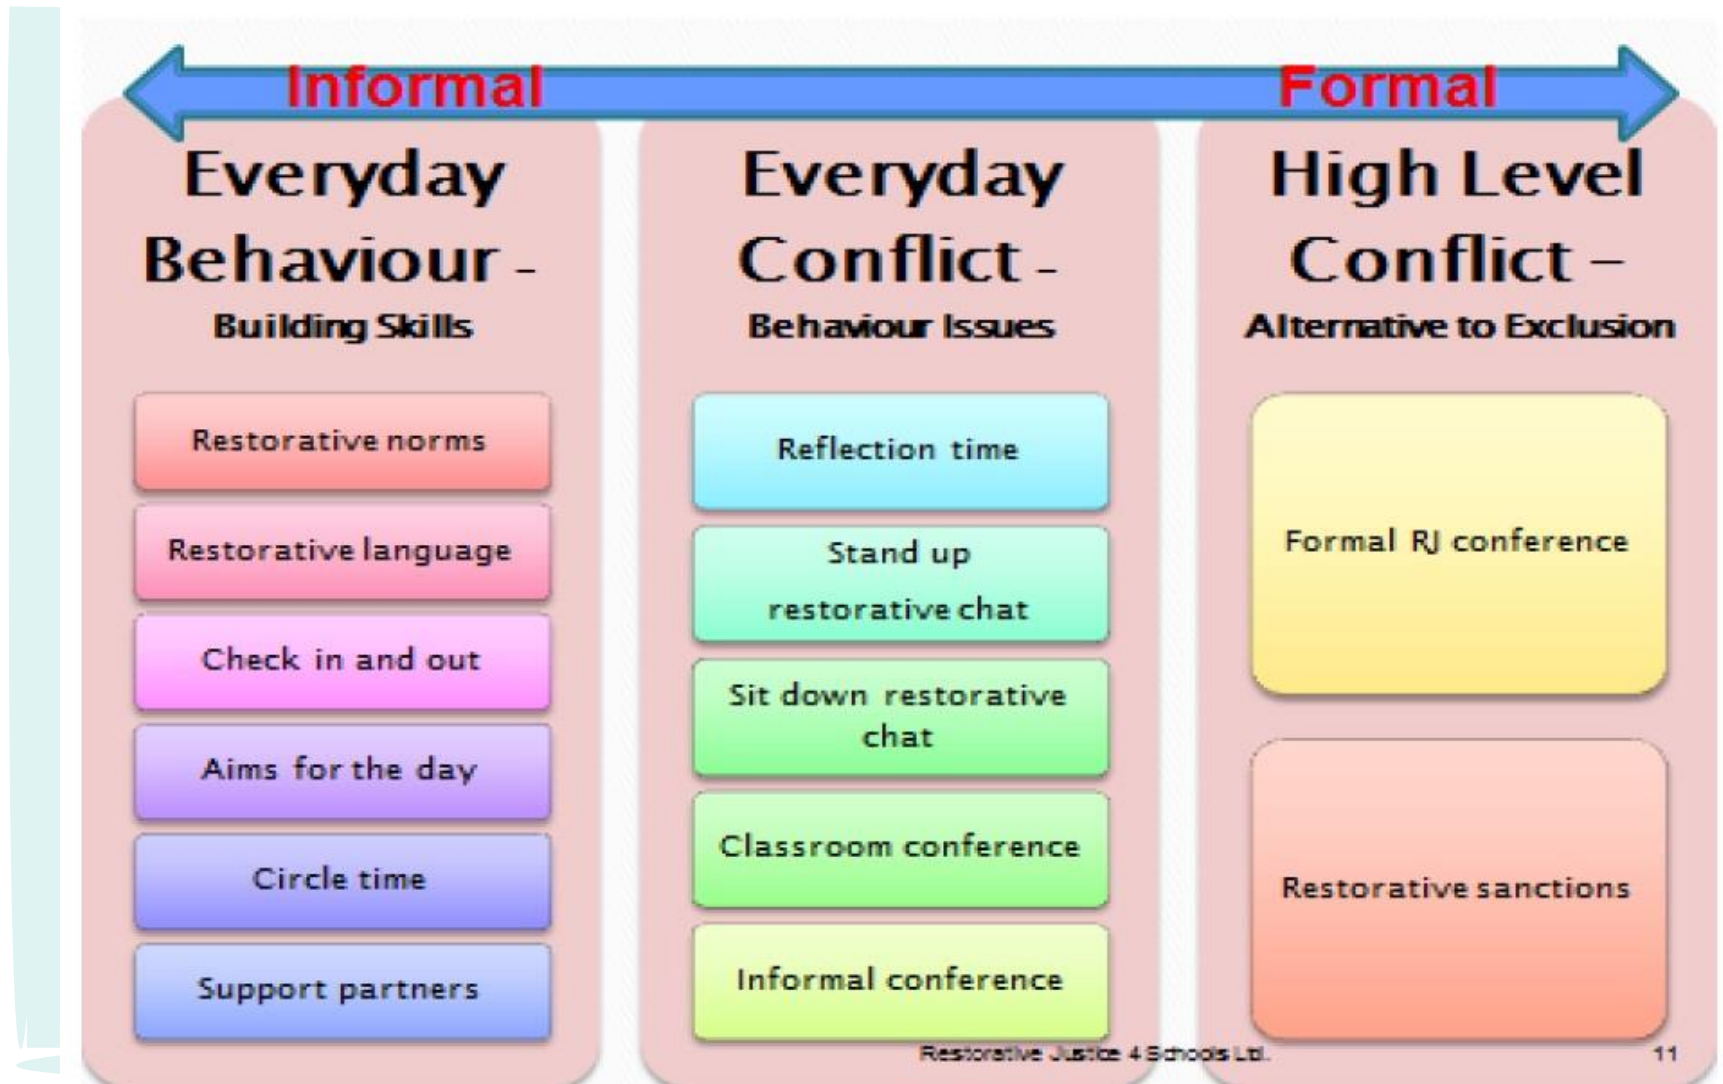 Informal
Formal
Everyday
Behaviour -
Building Skills
Restorative norms
Restorative language
Check in and out
Aims for the day
Circle time
Support partners
Everyday
Conflict -
Behaviour Issues
Reflection time
Stand up
restorative chat
Sit down restorative
chat
Classroom conference
Informal conference
High Level
Conflict –
Alternative to Exclusion
Formal RJ conference
Restorative sanctions
Restorative Justice 4 Schools Ltd.
11